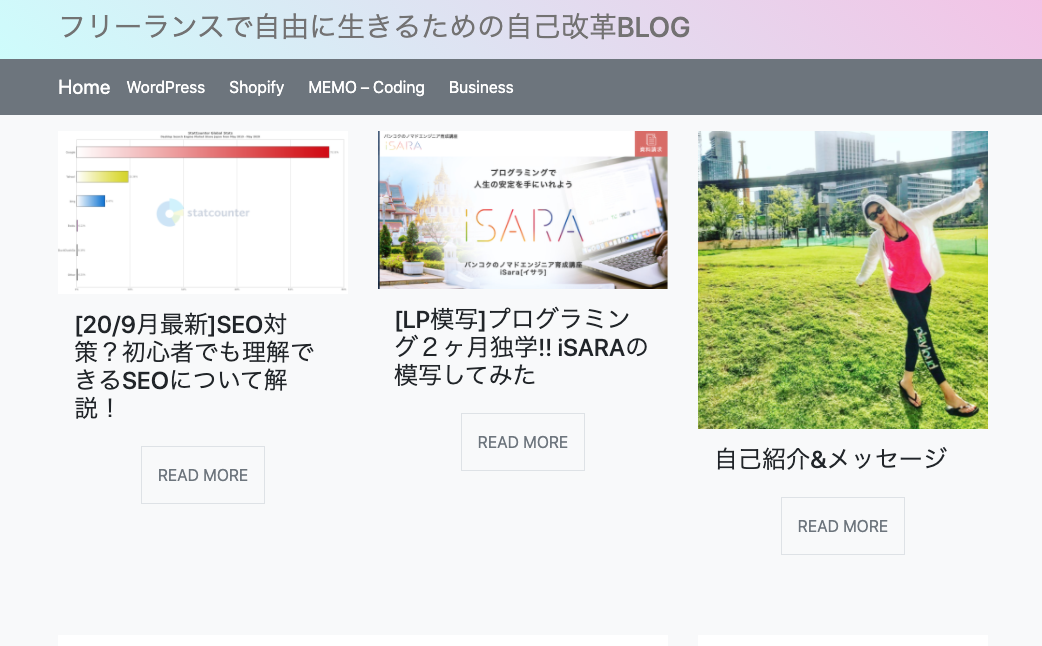 フリーランスで自由に生きるための自己改革BLOG
Home WordPress Shopify MEMO – Coding Business
StatCounter Global Stats
statcounter
バンコクのノマドエンジニア育成講座
iSARA
資料請求
プログラミングで
人生の安定を手にいれよう
iSARA
バンコクのノマドエンジニア育成講座
iSara[イサラ]
playloud
[20/9月最新]SEO対
策？初心者でも理解で
きるSEOについて解
説！
READ MORE
[LP模写]プログラミン
グ２ヶ月独学!! iSARAの
模写してみた
READ MORE
自己紹介&メッセージ
READ MORE